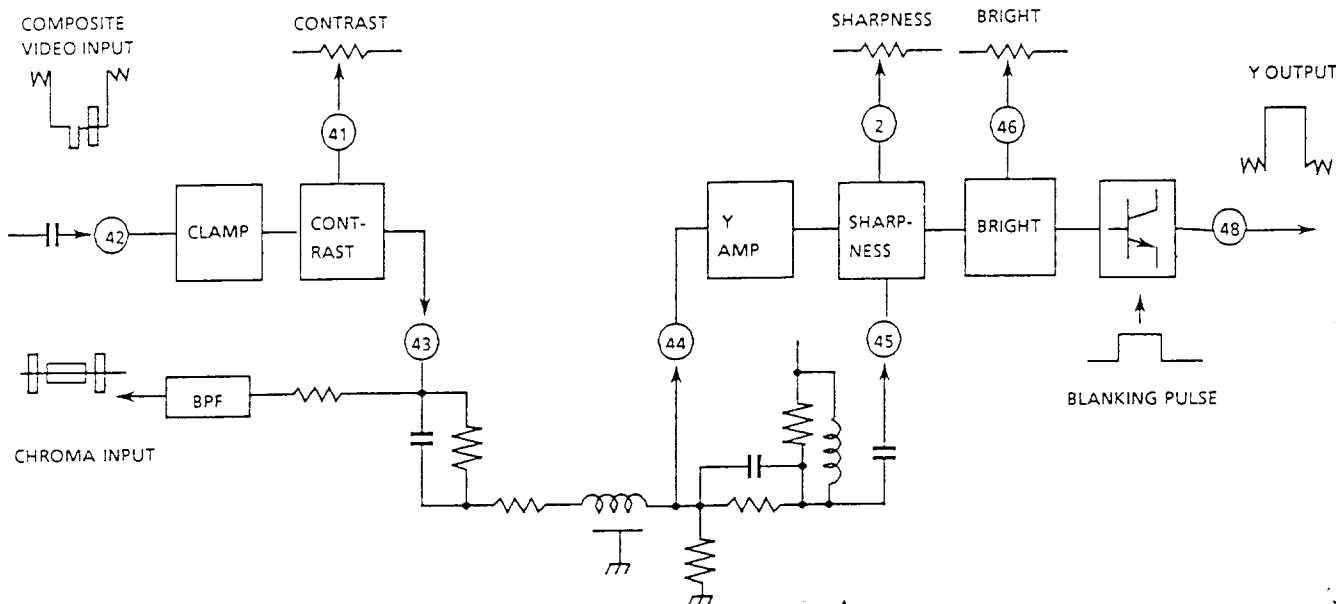 COMPOSITE
VIDEO INPUT
CONTRAST
SHARPNESS
BRIGHT
Y OUTPUT
41
2
46
42
CLAMP
CONT-
RAST
Y
AMP
SHARP-
NESS
BRIGHT
48
43
44
45
BPF
BLANKING PULSE
CHROMA INPUT